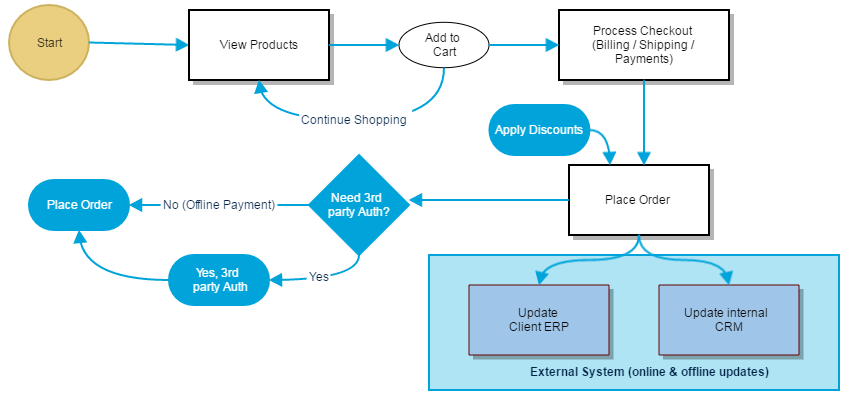 Start
View Products
Add to
Cart
Process Checkout
(Billing / Shipping /
Payments)
Continue Shopping
Apply Discounts
Need 3rd
party Auth?
Place Order
No (Offline Payment)
Place Order
Yes, 3rd
party Auth
Yes
Update
Client ERP
Update internal
CRM
External System (online & offline updates)